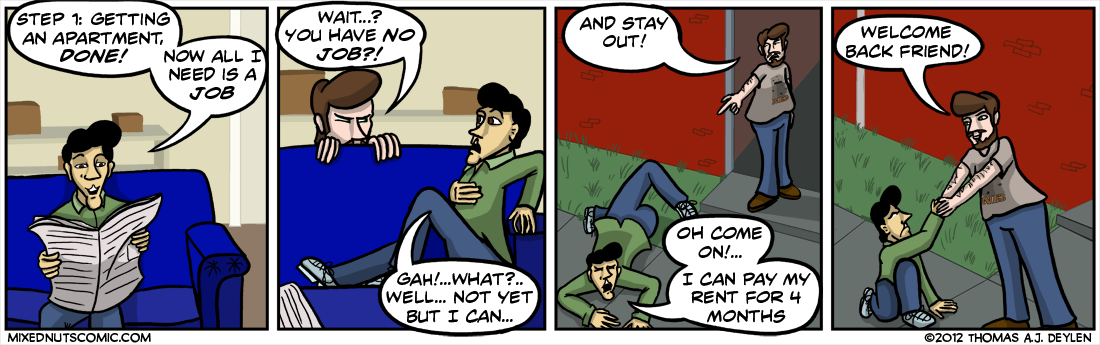 STEP 1: GETTING
AN APARTMENT,
DONE!
NOW ALL I
NEED IS A
JOB
WAIT...?
YOU HAVE NO
JOB?!
GAH!...WHAT?..
WELL... NOT YET
BUT I CAN...
AND STAY
OUT!
OH COME
ON!...
I CAN PAY MY
RENT FOR 4
MONTHS
WELCOME
BACK FRIEND!
MIXEDNUTSCOMIC.COM
©2012 THOMAS A.J. DEYLEN